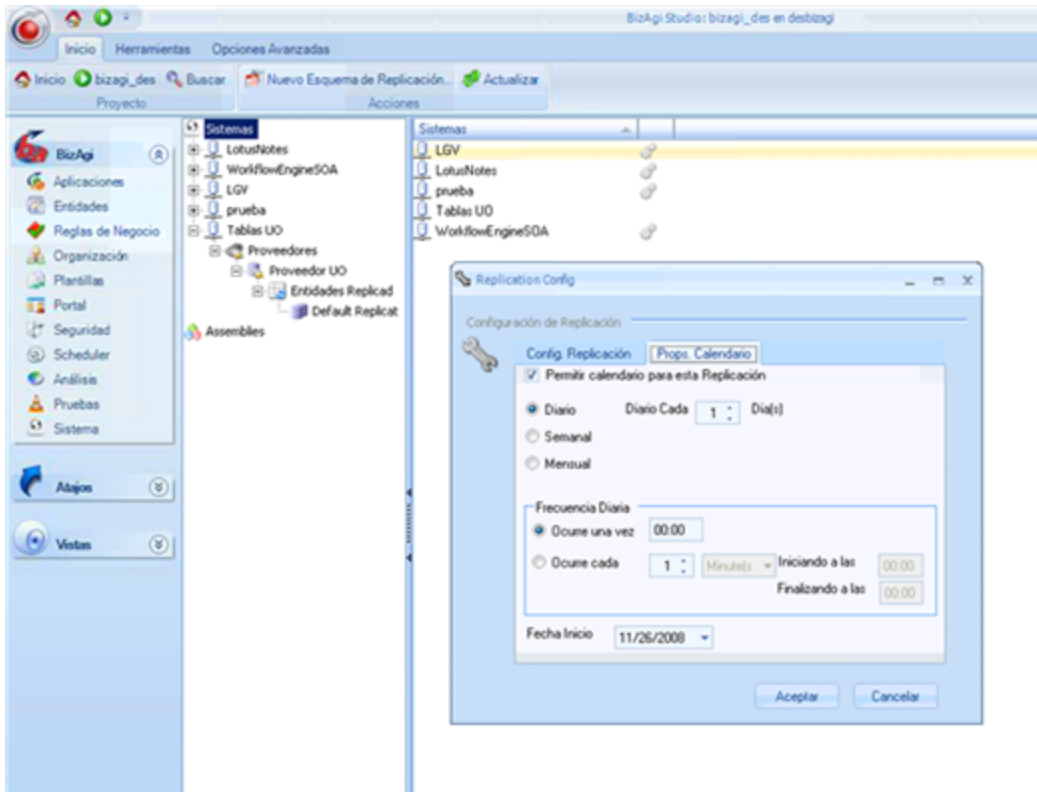 BizAgi Studio: bizagi_des en desbizagi
Inicio Herramientas Opciones Avanzadas
Inicio bizagi_des Buscar Nuevo Esquema de Replicación... Actualizar
Proyecto Acciones
BizAgi
Aplicaciones
Entidades
Reglas de Negocio
Organización
Plantillas
Portal
Seguridad
Scheduler
Análisis
Pruebas
Sistema
Atajos
Vistas
Sistemas
LotusNotes
WorkflowEngineSOA
LGV
prueba
Tablas UO
Proveedores
Proveedor UO
Entidades Replicad
Default Replicat
Assemblies
Sistemas
LGV
LotusNotes
prueba
Tablas UO
WorkflowEngineSOA
Replication Config
Configuración de Replicación
Config. Replicación Props. Calendario
Permitir calendario para esta Replicación
Diario Diario Cada 1 Dia(s)
Semanal
Mensual
Frecuencia Diaria
Ocurre una vez 00:00
Ocurre cada 1 Minute(s Iniciando a las 00:00
Finalizando a las 00:00
Fecha Inicio 11/26/2008
Aceptar Cancelar